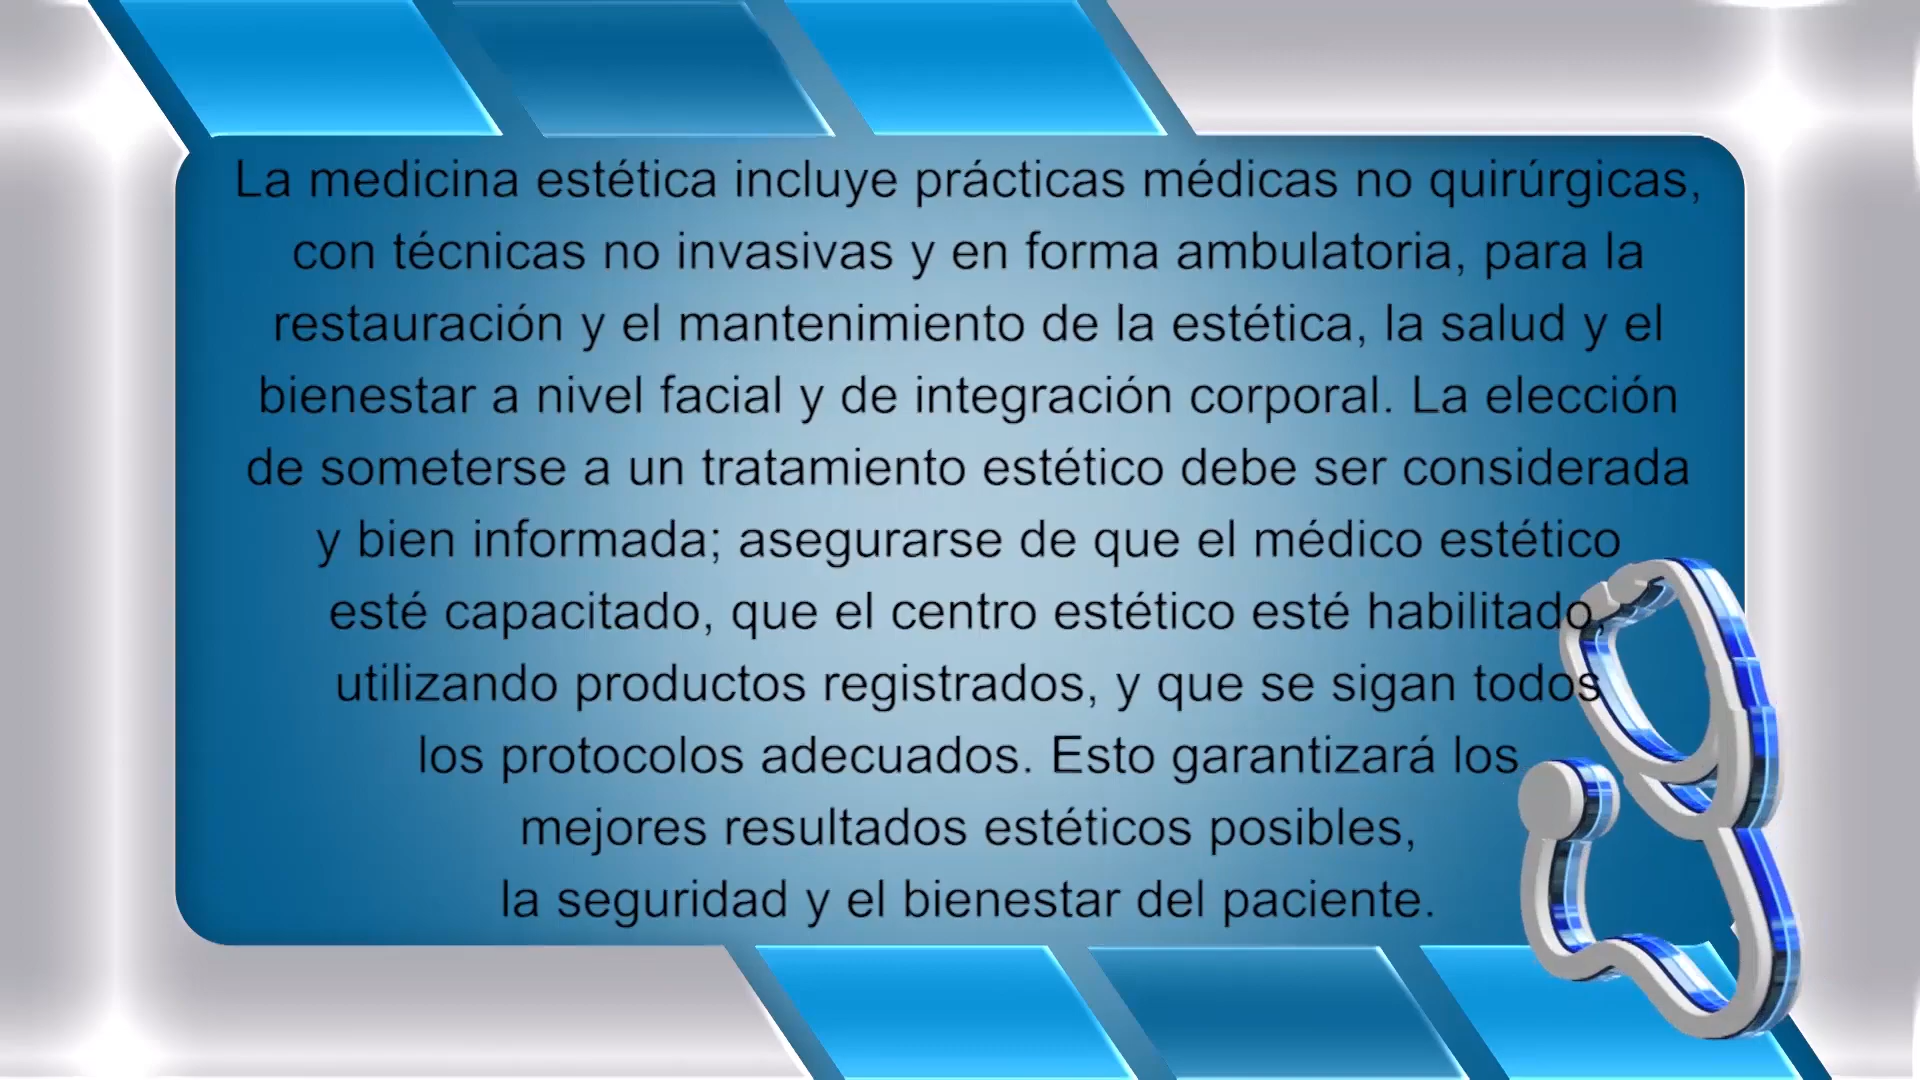 La medicina estética incluye prácticas médicas no quirúrgicas,
con técnicas no invasivas y en forma ambulatoria, para la
restauración y el mantenimiento de la estética, la salud y el
bienestar a nivel facial y de integración corporal. La elección
de someterse a un tratamiento estético debe ser considerada
y bien informada; asegurarse de que el médico estético
esté capacitado, que el centro estético esté habilitado,
utilizando productos registrados, y que se sigan todos
los protocolos adecuados. Esto garantizará los
mejores resultados estéticos posibles,
la seguridad y el bienestar del paciente.